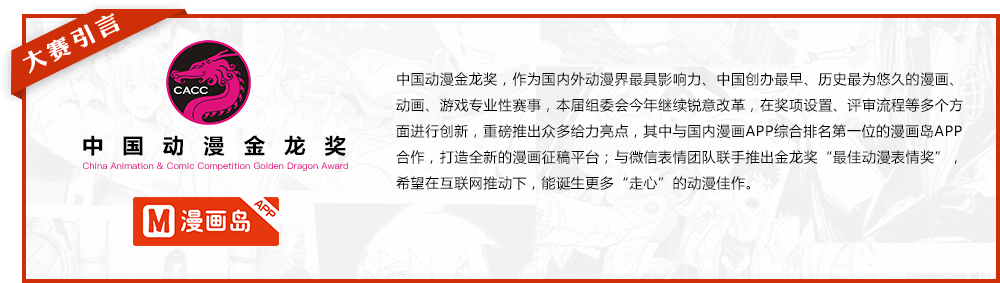 大赛引言
CACC
中国动漫金龙奖
China Animation & Comic Competition Golden Dragon Award
M 漫画岛 APP
中国动漫金龙奖，作为国内外动漫界最具影响力、中国创办最早、历史最为悠久的漫画、
动画、游戏专业性赛事，本届组委会今年继续锐意改革，在奖项设置、评审流程等多个方
面进行创新，重磅推出众多给力亮点，其中与国内漫画APP综合排名第一位的漫画岛APP
合作，打造全新的漫画征稿平台；与微信表情团队联手推出金龙奖“最佳动漫表情奖”，
希望在互联网推动下，能诞生更多“走心”的动漫佳作。